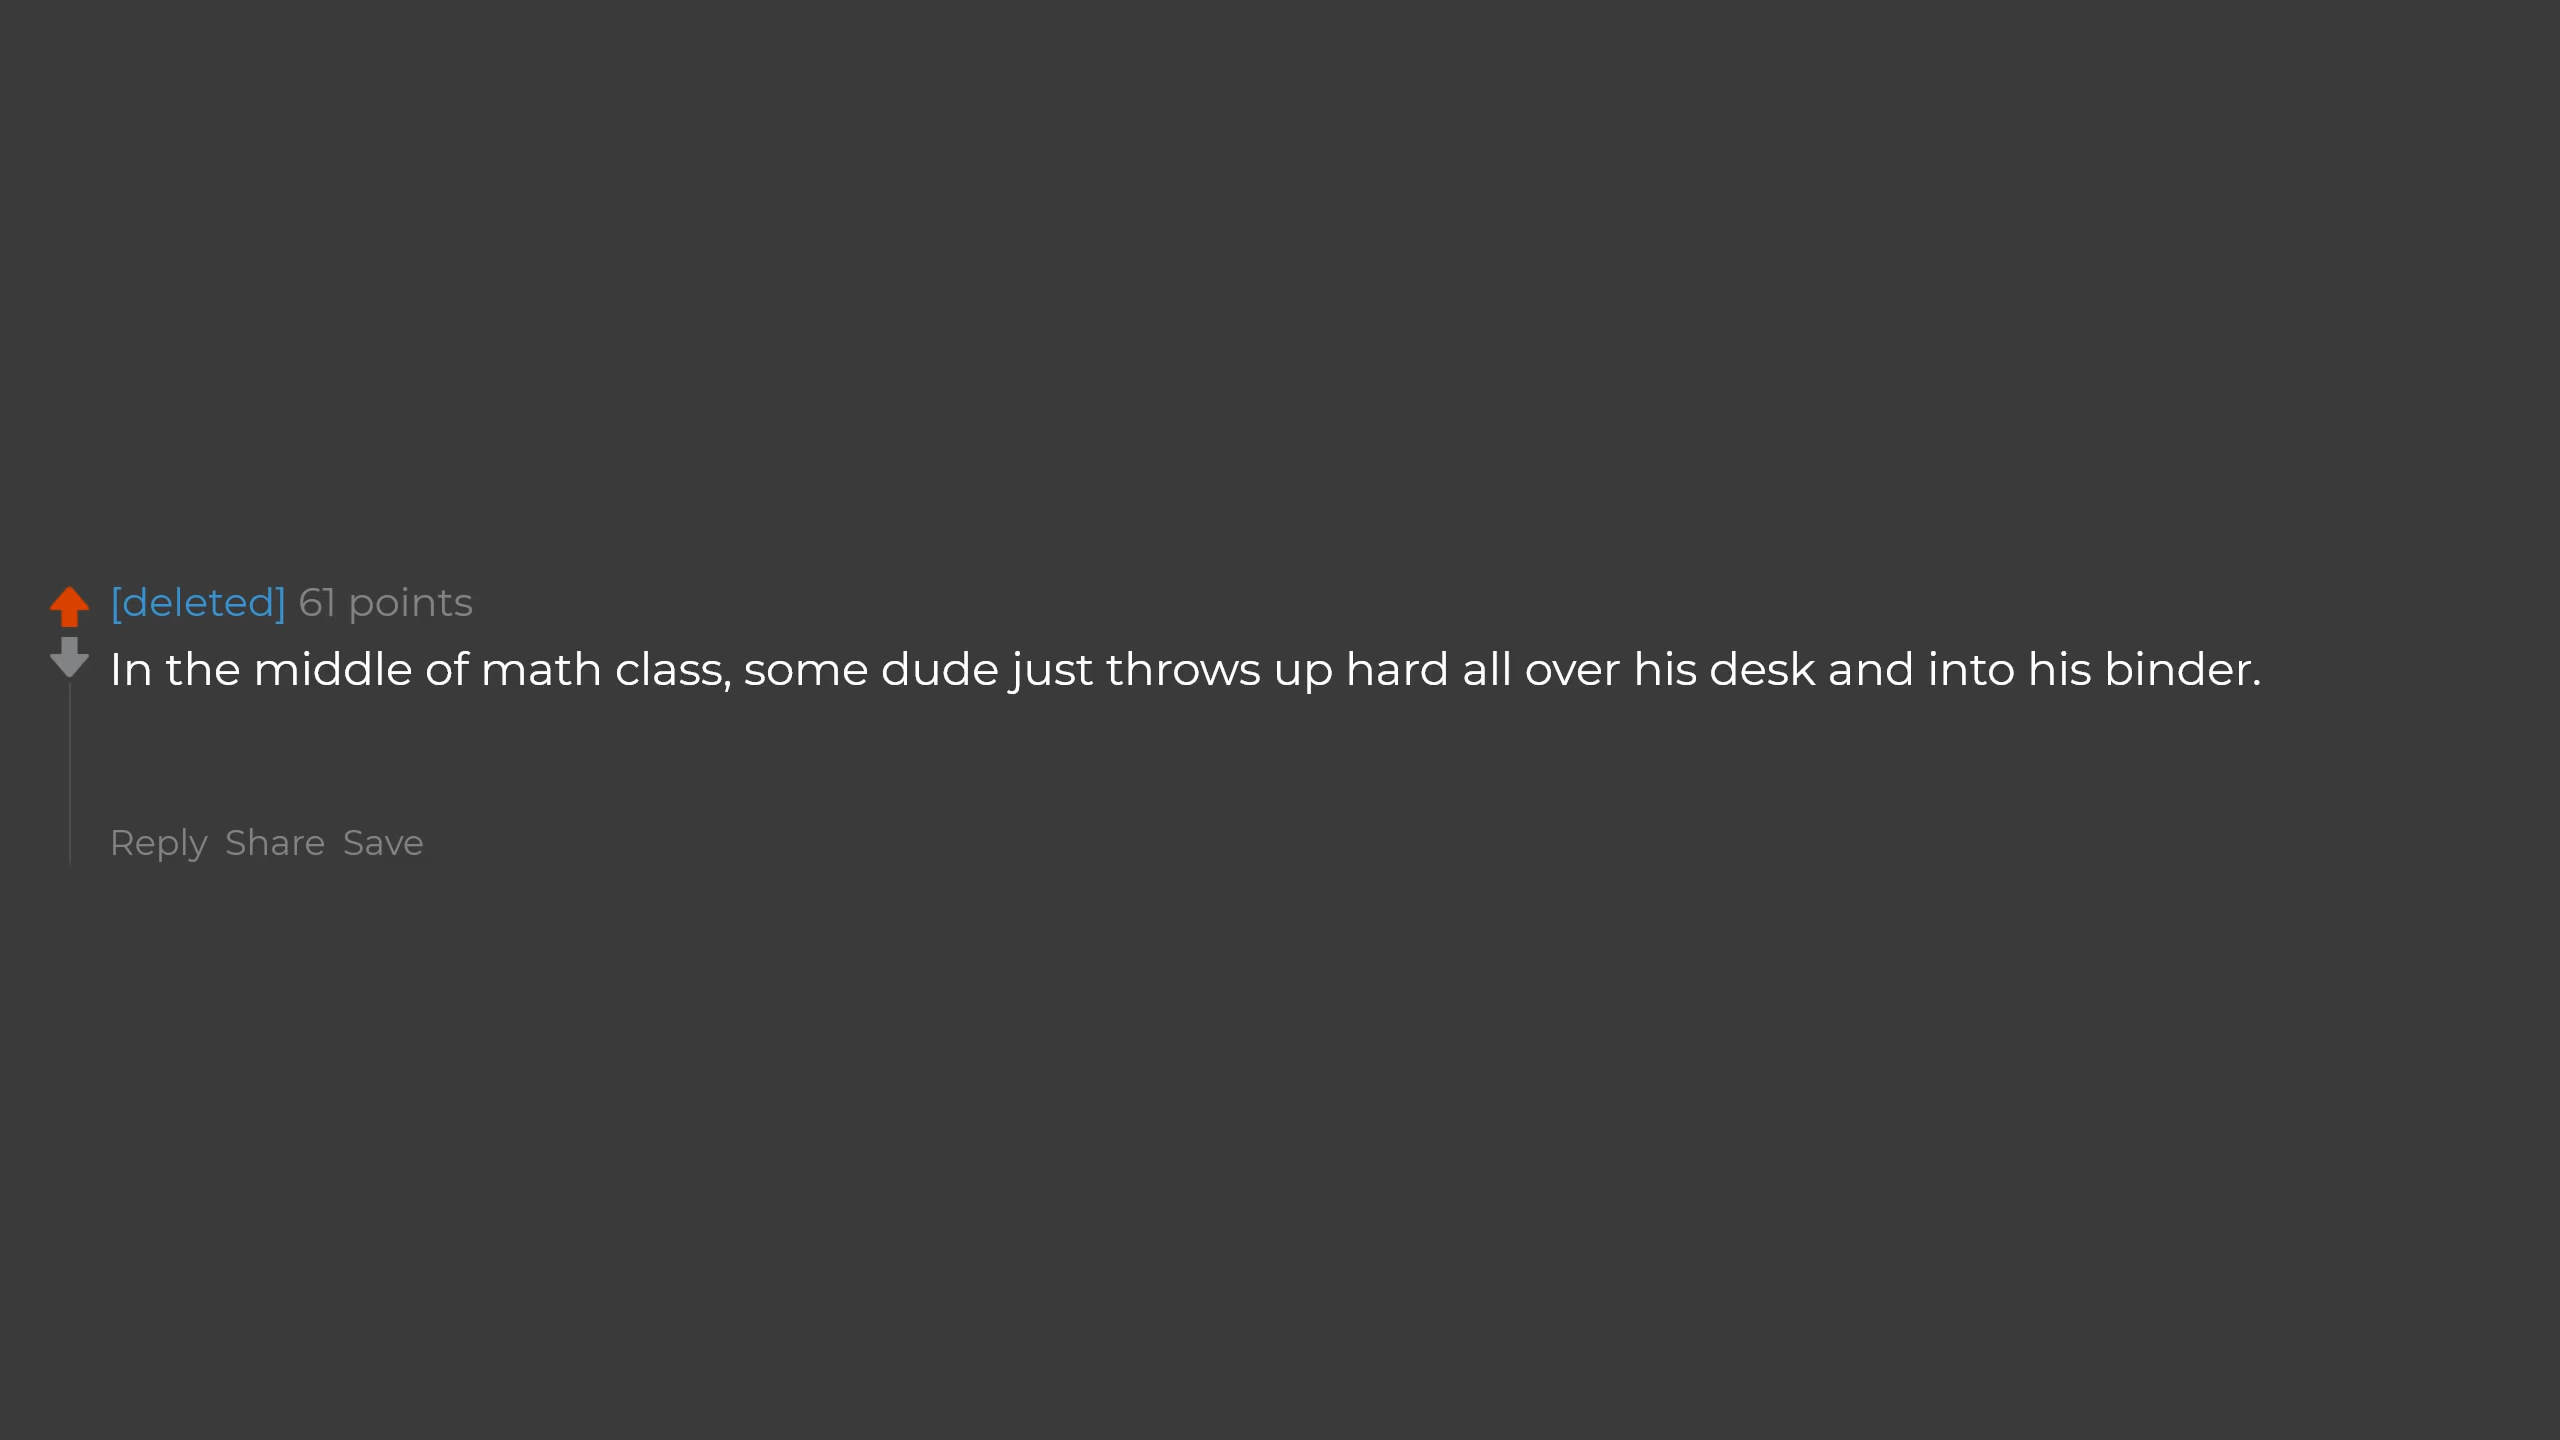 [deleted] 61 points
In the middle of math class, some dude just throws up hard all over his desk and into his binder.
Reply Share Save